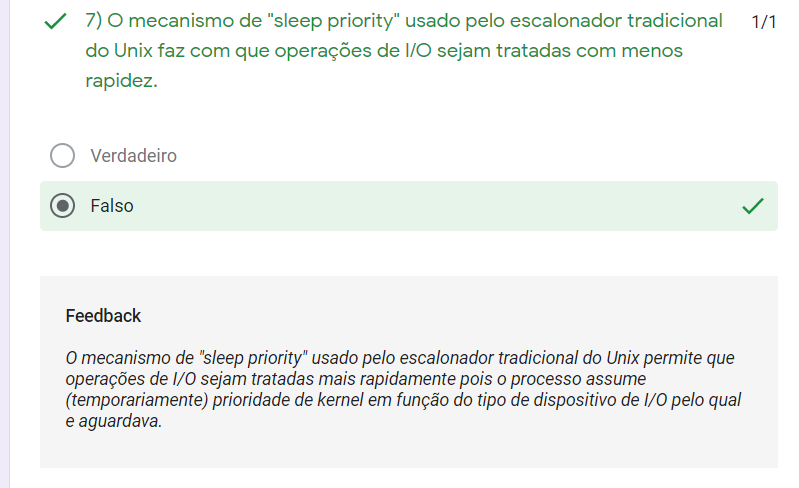 7) O mecanismo de "sleep priority" usado pelo escalonador tradicional 1/1
do Unix faz com que operações de I/O sejam tratadas com menos
rapidez.
Verdadeiro
Falso
Feedback
O mecanismo de "sleep priority" usado pelo escalonador tradicional do Unix permite que
operações de I/O sejam tratadas mais rapidamente pois o processo assume
(temporariamente) prioridade de kernel em função do tipo de dispositivo de I/O pelo qual
e aguardava.